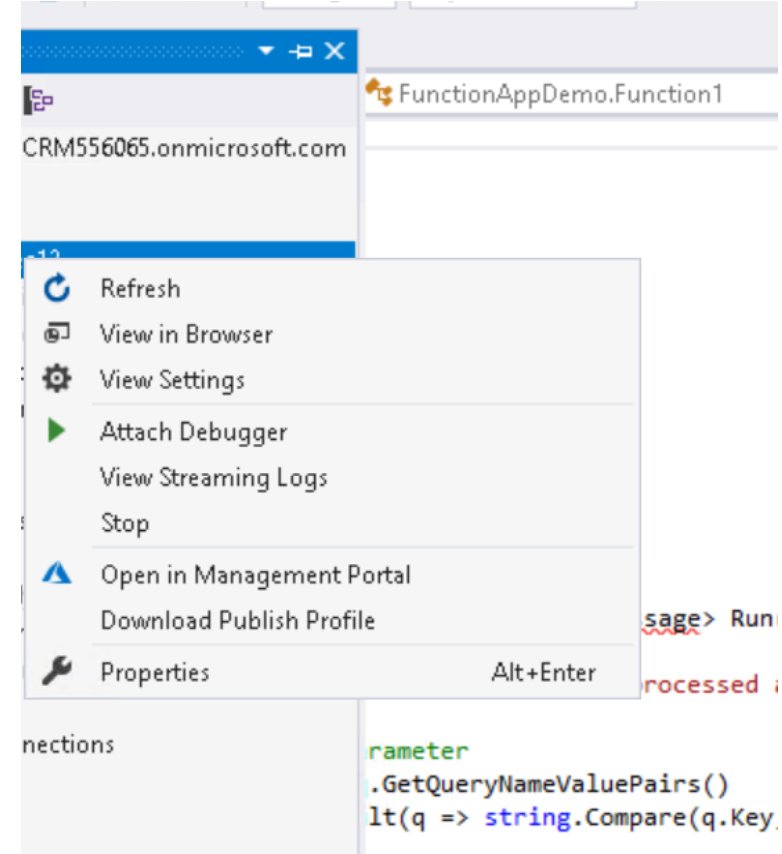 FunctionAppDemo.Function1
CRM556065.onmicrosoft.com
Refresh
View in Browser
View Settings
Attach Debugger
View Streaming Logs
Stop
Open in Management Portal
Download Publish Profile
sage> Run
Properties Alt+Enter
rocessed a
nections
rameter
.GetQueryNameValuePairs()
lt(q => string.Compare(q.Key,